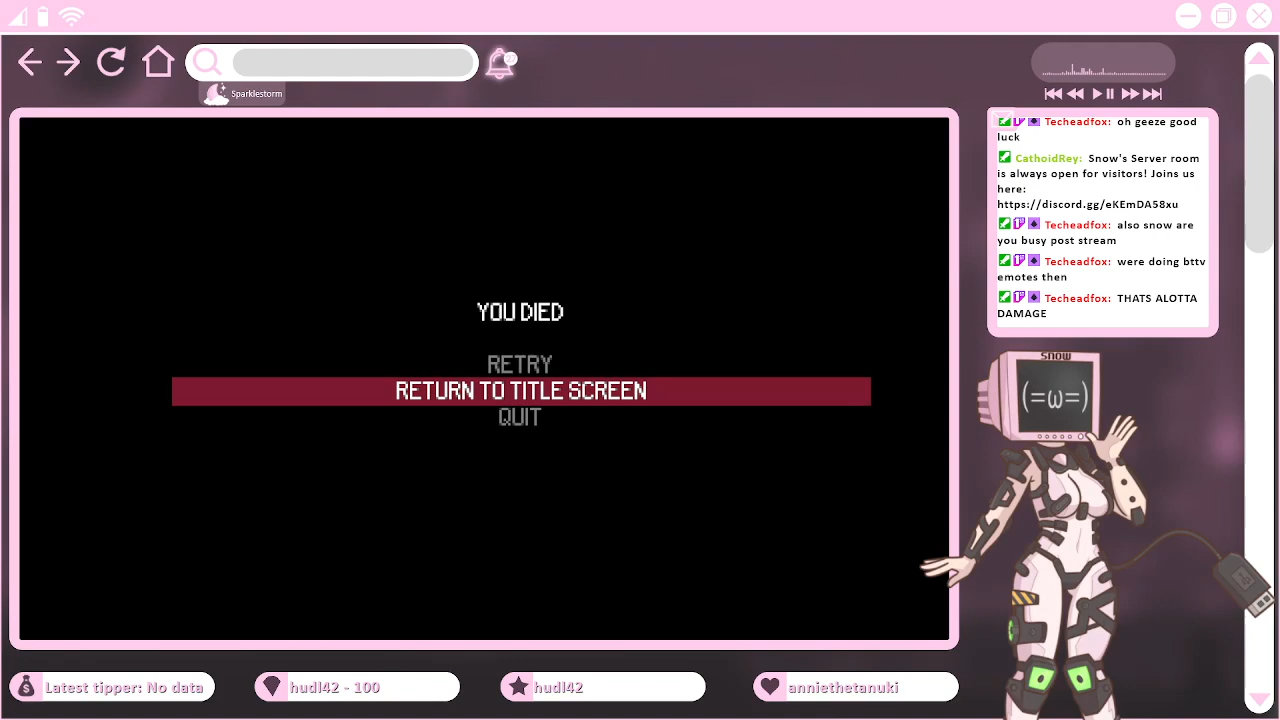 Sparklestorm
Techeadfox: oh geeze good
luck
CathoidRey: Snow's Server room
is always open for visitors! Joins us
here:
https://discord.gg/eKEmDA58xu
Techeadfox: also snow are
you busy post stream
Techeadfox: were doing bttv
emotes then
Techeadfox: THATS ALOTTA
DAMAGE
YOU DIED
RETRY
RETURN TO TITLE SCREEN
QUIT
SNOW
(=ω=)
Latest tipper: No data
hudl42 - 100
hudl42
anniethetanuki